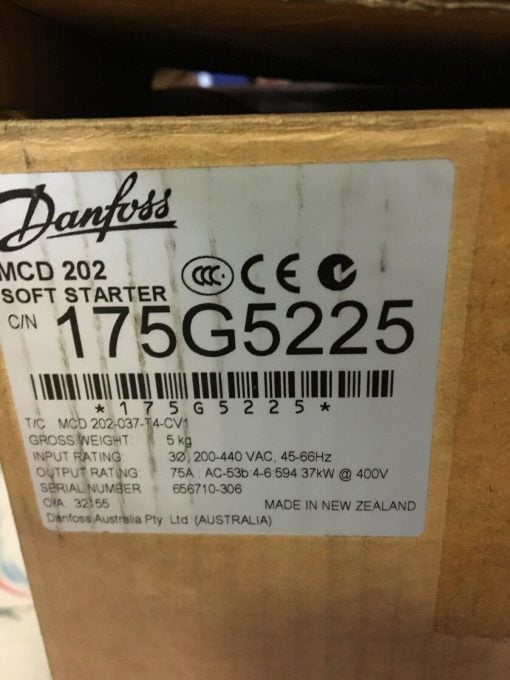 Danfoss
MCD 202
CCC CE
SOFT STARTER
C/N 175G5225
*175G5225*
T/C MCD 202-037-T4-CV1
GROSS WEIGHT: 5 kg
INPUT RATING: 3Ø, 200-440 VAC, 45-66Hz
OUTPUT RATING: 75A : AC-53b:4-6:594 37kW @ 400V
SERIAL NUMBER 656710-306
O/A 32155 MADE IN NEW ZEALAND
Danfoss Australia Pty. Ltd. (AUSTRALIA)